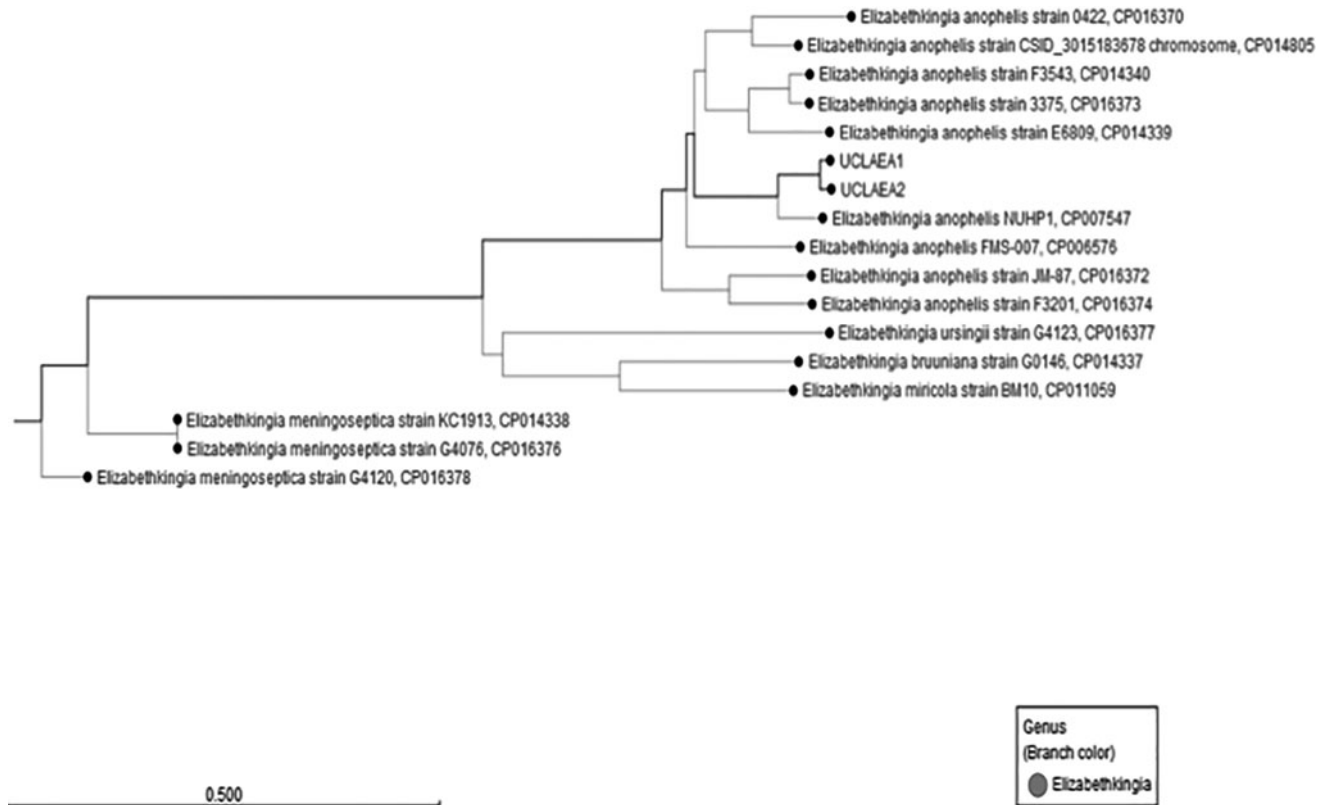 Elizabethkingia anophelis strain 0422, CP016370
Elizabethkingia anophelis strain CSID_3015183678 chromosome, CP014805
Elizabethkingia anophelis strain F3543, CP014340
Elizabethkingia anophelis strain 3375, CP016373
Elizabethkingia anophelis strain E6809, CP014339
UCLAEA1
UCLAEA2
Elizabethkingia anophelis NUHP1, CP007547
Elizabethkingia anophelis FMS-007, CP006576
Elizabethkingia anophelis strain JM-87, CP016372
Elizabethkingia anophelis strain F3201, CP016374
Elizabethkingia ursingii strain G4123, CP016377
Elizabethkingia bruuniana strain G0146, CP014337
Elizabethkingia miricola strain BM10, CP011059
Elizabethkingia meningoseptica strain KC1913, CP014338
Elizabethkingia meningoseptica strain G4076, CP016376
Elizabethkingia meningoseptica strain G4120, CP016378
Genus
(Branch color)
Elizabethkingia
0.500